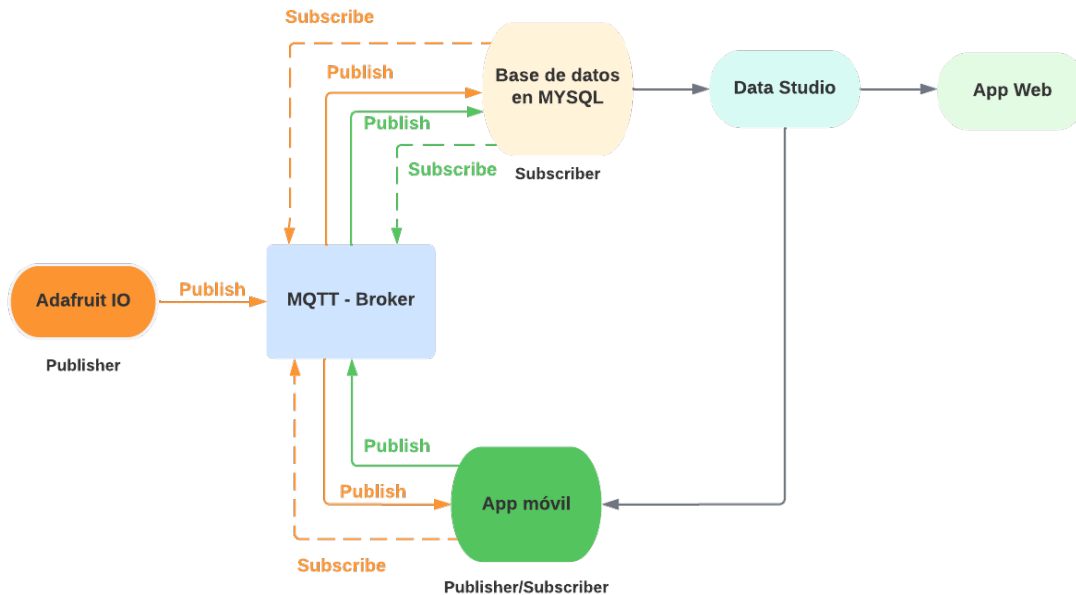 Subscribe
Publish
Publish
Subscribe
Base de datos
en MYSQL
Subscriber
Data Studio
App Web
Adafruit IO
Publisher
Publish
MQTT - Broker
Publish
Publish
Subscribe
App móvil
Publisher/Subscriber